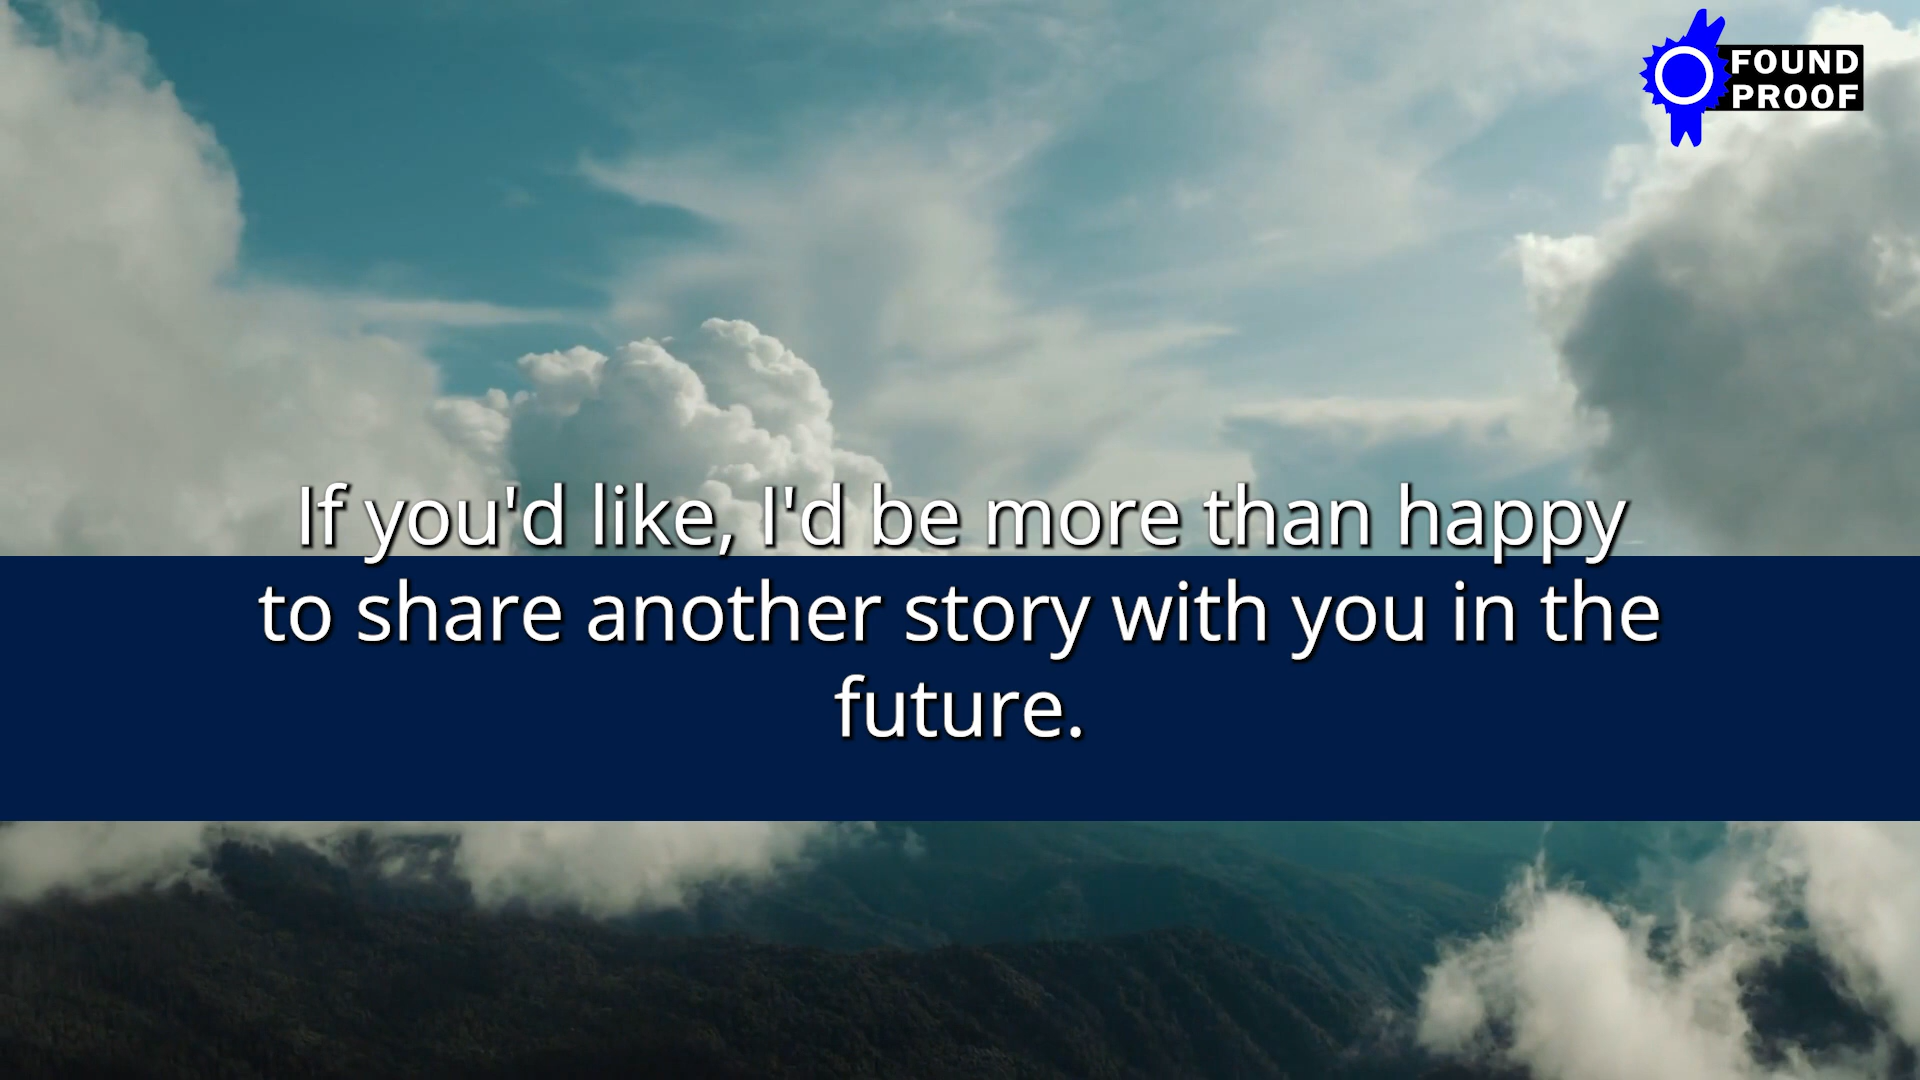 FOUND
PROOF
If you'd like, I'd be more than happy
to share another story with you in the
future.